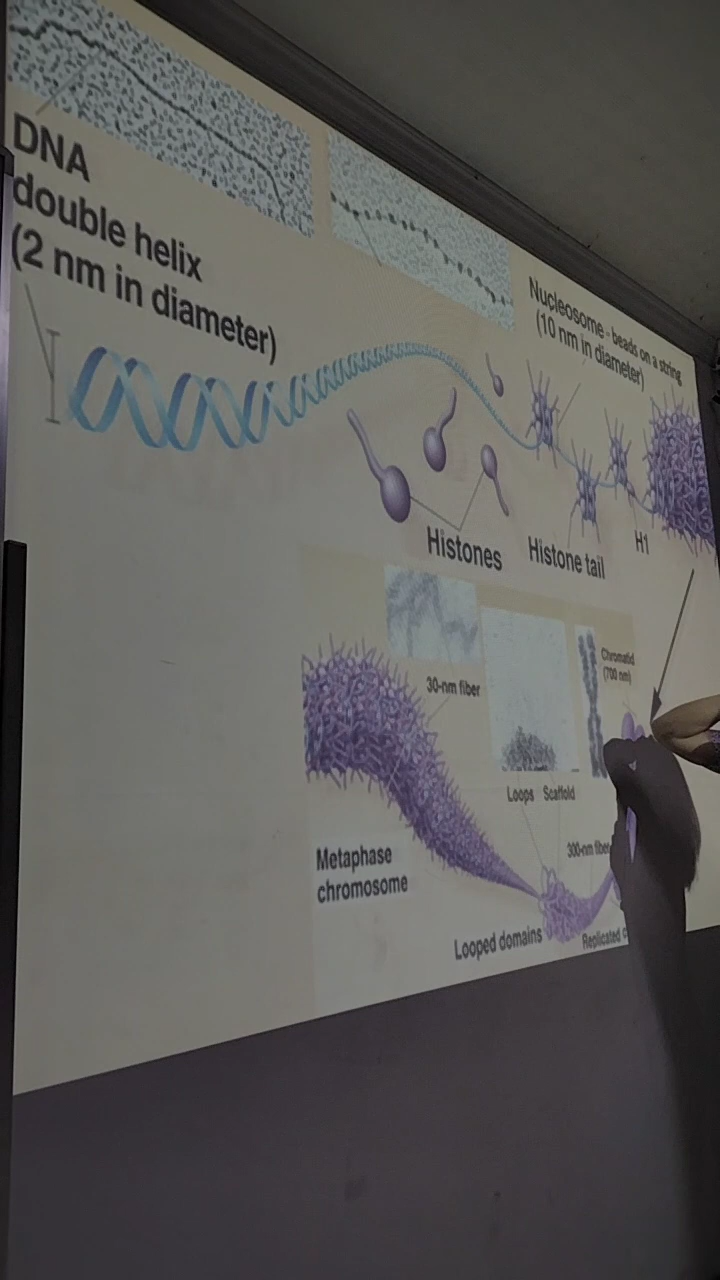 DNA
double helix
(2 nm in diameter)
Nucleosome - beads on a string
(10 nm in diameter)
Histones
Histone tail
H1
30-nm fiber
Chromatid
(700 nm)
Loops Scaffold
300-nm fiber
Metaphase
chromosome
Looped domains
Replicated